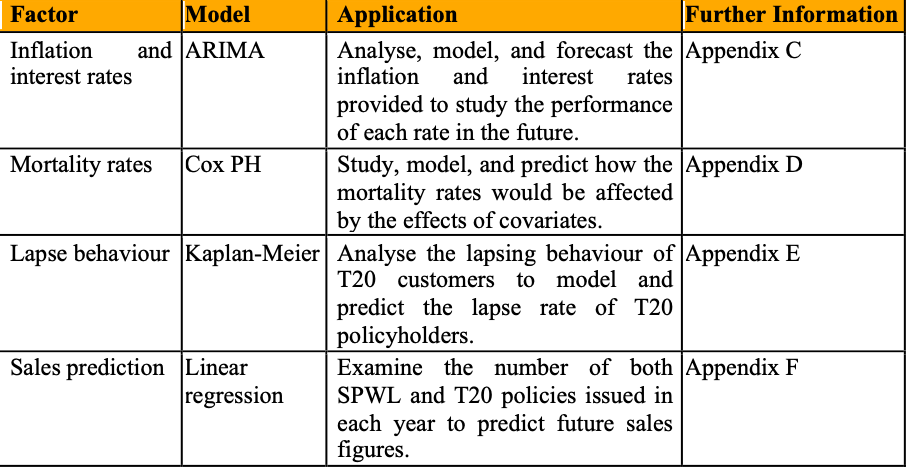 Factor Model Application Further Information
Inflation and interest rates ARIMA Analyse, model, and forecast the inflation and interest rates provided to study the performance of each rate in the future. Appendix C
Mortality rates Cox PH Study, model, and predict how the mortality rates would be affected by the effects of covariates. Appendix D
Lapse behaviour Kaplan-Meier Analyse the lapsing behaviour of T20 customers to model and predict the lapse rate of T20 policyholders. Appendix E
Sales prediction Linear regression Examine the number of both SPWL and T20 policies issued in each year to predict future sales figures. Appendix F